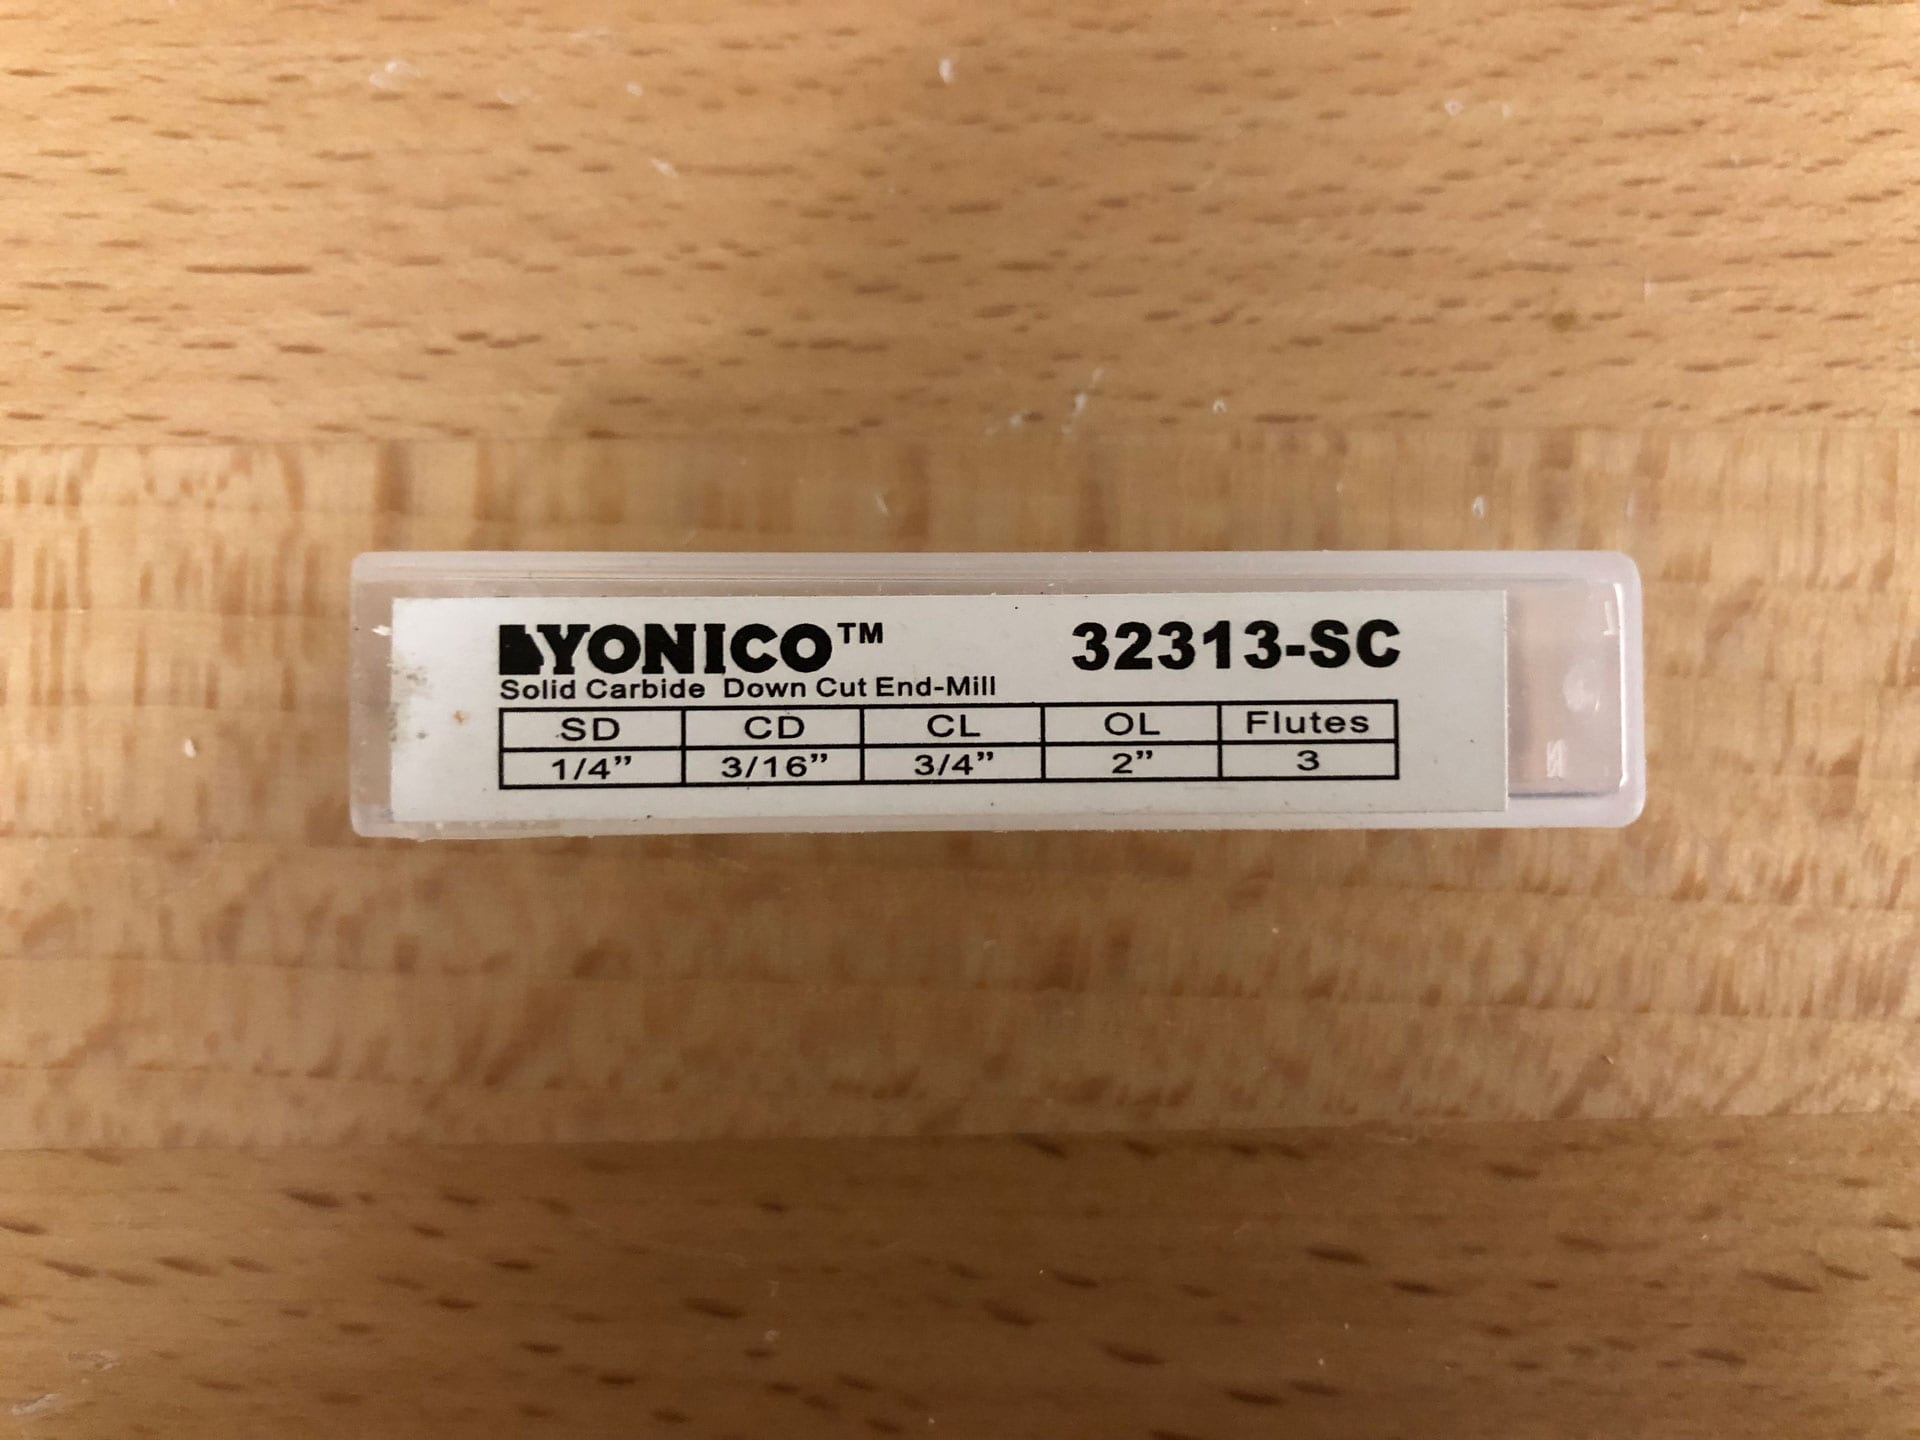 YONICO™ 32313-SC
Solid Carbide Down Cut End-Mill
SD CD CL OL Flutes
1/4” 3/16” 3/4” 2” 3